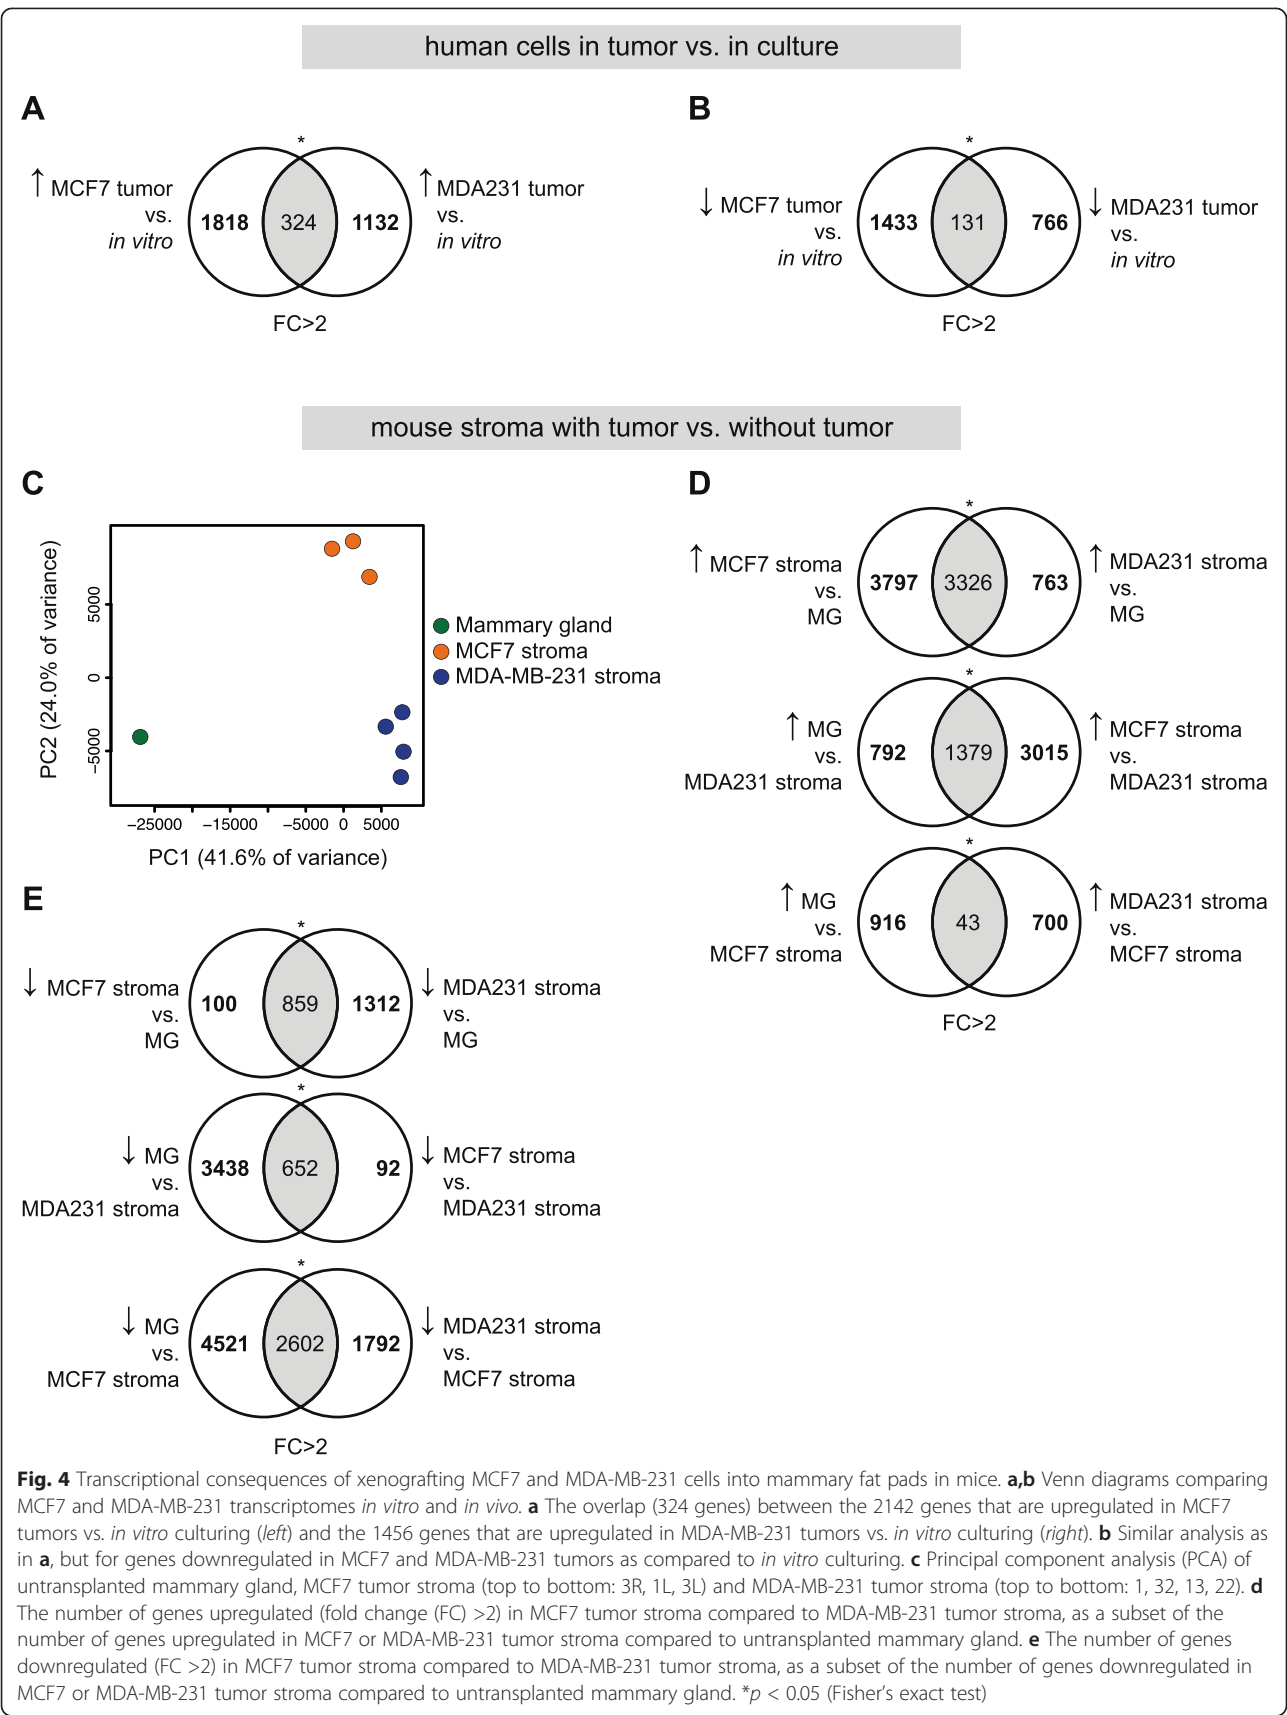 human cells in tumor vs. in culture
A
*
↑ MCF7 tumor
vs.
in vitro
1818
324
1132
↑ MDA231 tumor
vs.
in vitro
FC>2
B
*
↓ MCF7 tumor
vs.
in vitro
1433
131
766
↓ MDA231 tumor
vs.
in vitro
FC>2
mouse stroma with tumor vs. without tumor
C
PC2 (24.0% of variance)
5000
0
−5000
−25000 −15000 −5000 0 5000
PC1 (41.6% of variance)
Mammary gland
MCF7 stroma
MDA-MB-231 stroma
D
*
↑ MCF7 stroma
vs.
MG
3797
3326
763
↑ MDA231 stroma
vs.
MG
*
↑ MG
vs.
MDA231 stroma
792
1379
3015
↑ MCF7 stroma
vs.
MDA231 stroma
*
↑ MG
vs.
MCF7 stroma
916
43
700
↑ MDA231 stroma
vs.
MCF7 stroma
FC>2
E
*
↓ MCF7 stroma
vs.
MG
100
859
1312
↓ MDA231 stroma
vs.
MG
*
↓ MG
vs.
MDA231 stroma
3438
652
92
↓ MCF7 stroma
vs.
MDA231 stroma
*
↓ MG
vs.
MCF7 stroma
4521
2602
1792
↓ MDA231 stroma
vs.
MCF7 stroma
FC>2
Fig. 4 Transcriptional consequences of xenografting MCF7 and MDA-MB-231 cells into mammary fat pads in mice. a,b Venn diagrams comparing
MCF7 and MDA-MB-231 transcriptomes in vitro and in vivo. a The overlap (324 genes) between the 2142 genes that are upregulated in MCF7
tumors vs. in vitro culturing (left) and the 1456 genes that are upregulated in MDA-MB-231 tumors vs. in vitro culturing (right). b Similar analysis as
in a, but for genes downregulated in MCF7 and MDA-MB-231 tumors as compared to in vitro culturing. c Principal component analysis (PCA) of
untransplanted mammary gland, MCF7 tumor stroma (top to bottom: 3R, 1L, 3L) and MDA-MB-231 tumor stroma (top to bottom: 1, 32, 13, 22). d
The number of genes upregulated (fold change (FC) >2) in MCF7 tumor stroma compared to MDA-MB-231 tumor stroma, as a subset of the
number of genes upregulated in MCF7 or MDA-MB-231 tumor stroma compared to untransplanted mammary gland. e The number of genes
downregulated (FC >2) in MCF7 tumor stroma compared to MDA-MB-231 tumor stroma, as a subset of the number of genes downregulated in
MCF7 or MDA-MB-231 tumor stroma compared to untransplanted mammary gland. *p < 0.05 (Fisher's exact test)